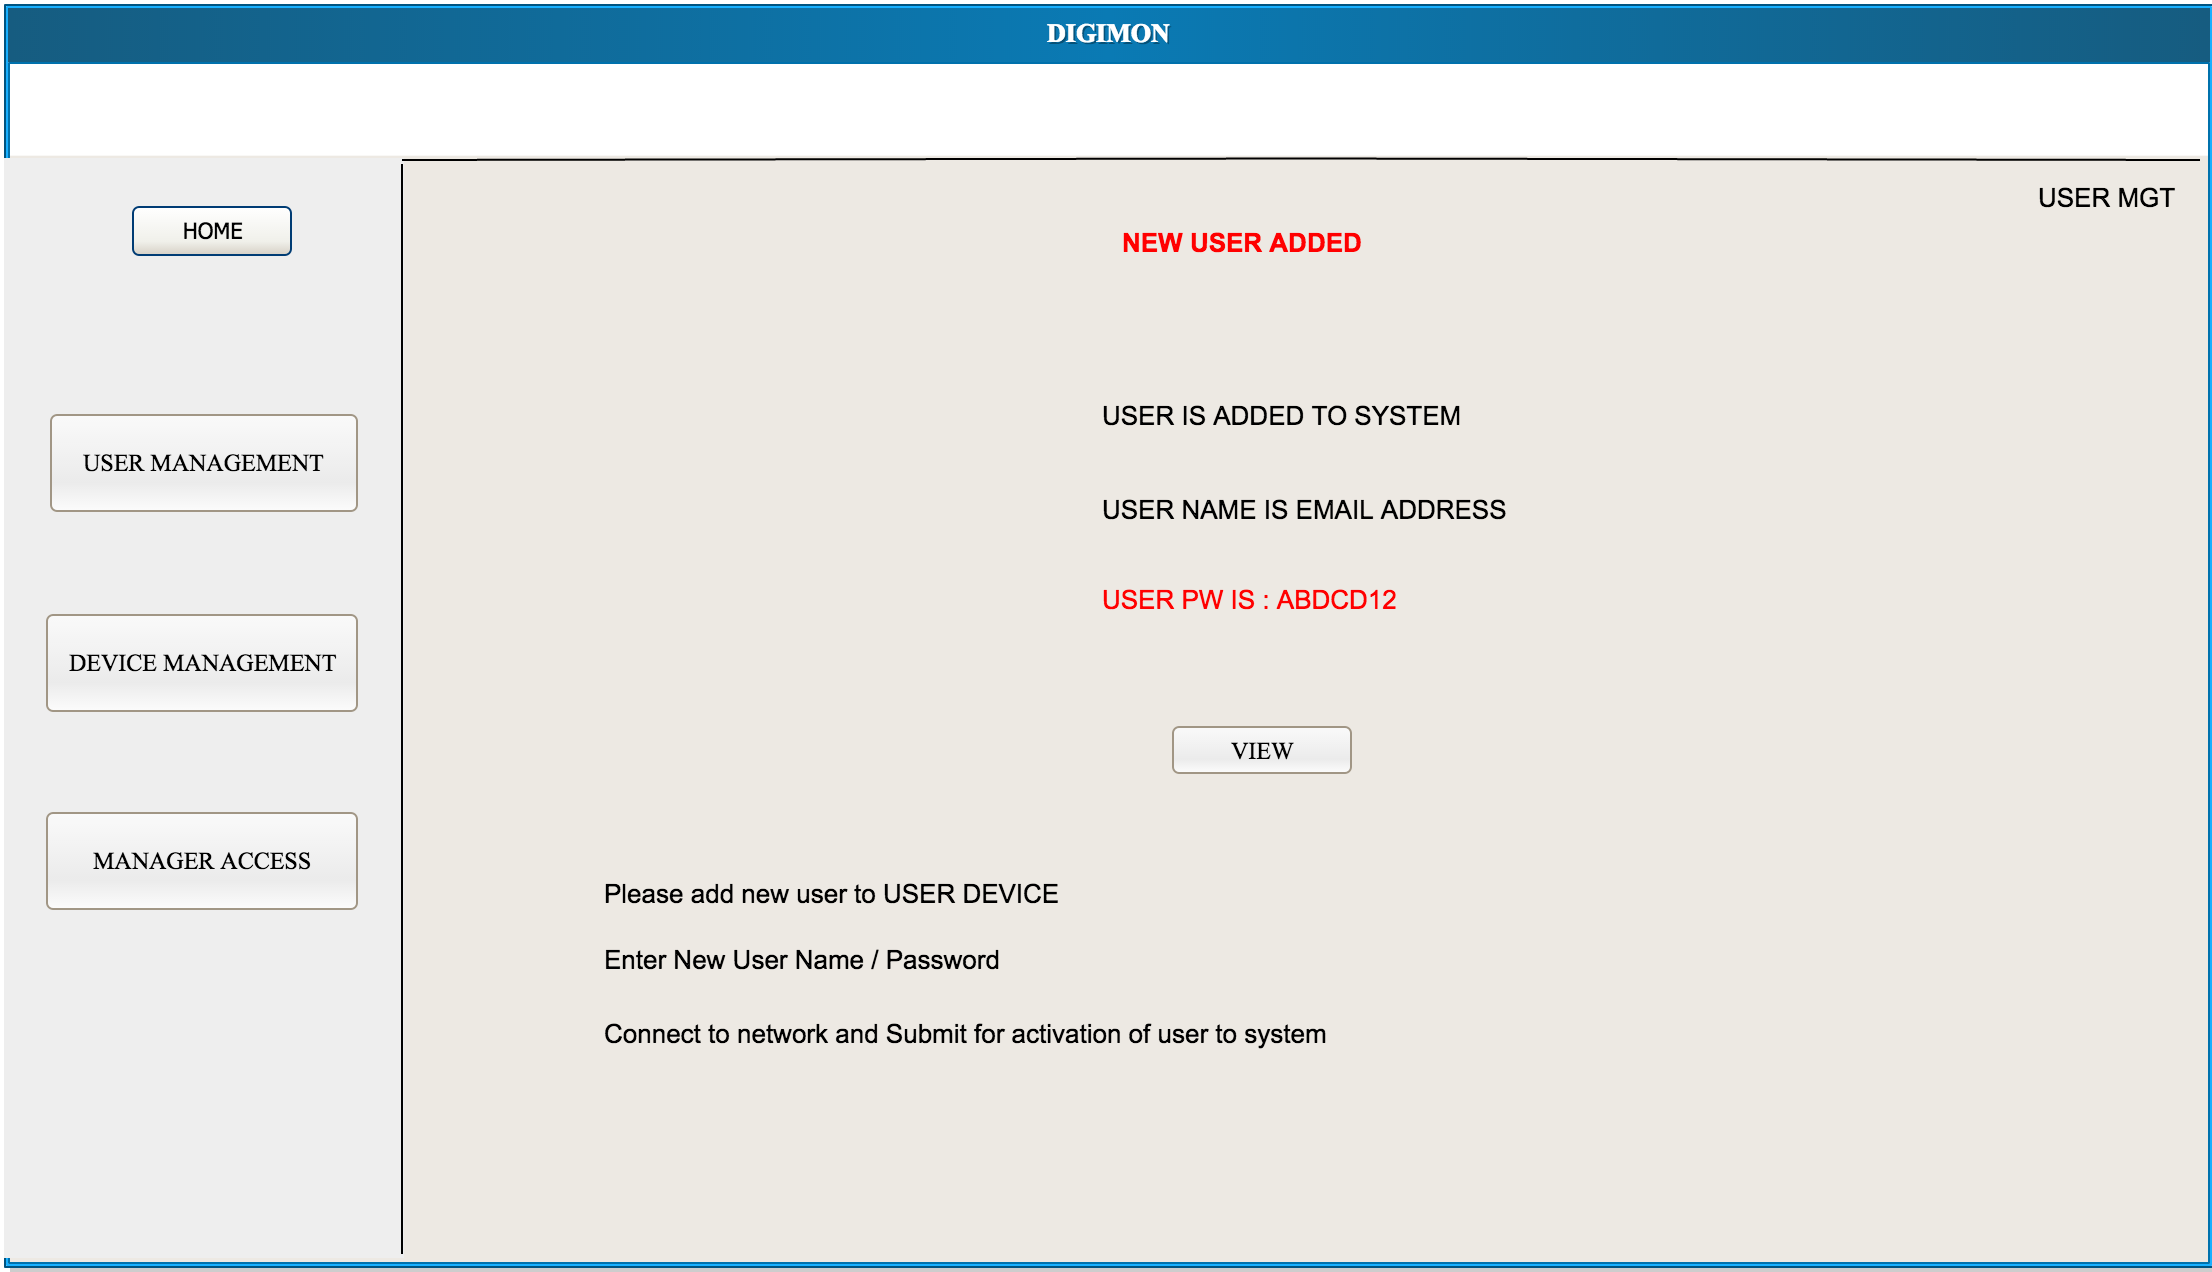 DIGIMON
USER MGT
HOME
NEW USER ADDED
USER IS ADDED TO SYSTEM
USER MANAGEMENT
USER NAME IS EMAIL ADDRESS
USER PW IS : ABDCD12
DEVICE MANAGEMENT
VIEW
MANAGER ACCESS
Please add new user to USER DEVICE
Enter New User Name / Password
Connect to network and Submit for activation of user to system